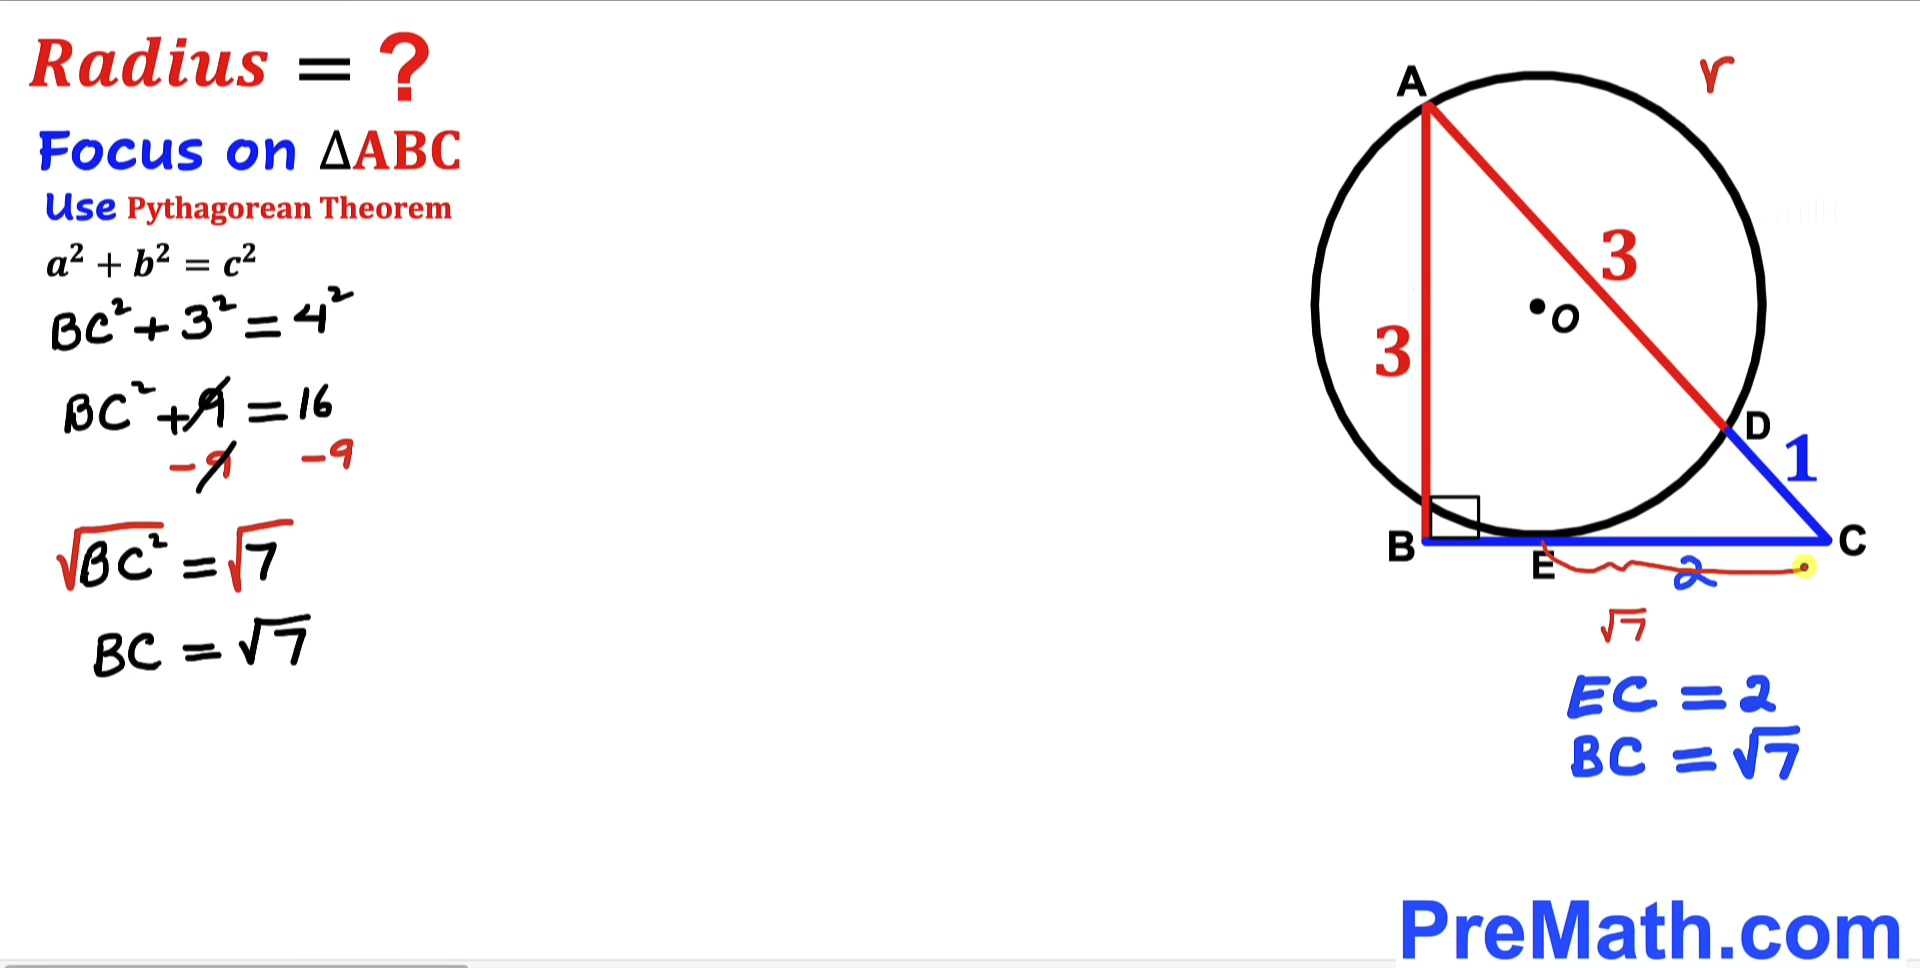 Radius = ?
Focus on ΔABC
Use Pythagorean Theorem
a² + b² = c²
BC² + 3² = 4²
BC² + 9 = 16
-9 -9
√BC² = √7
BC = √7
r
A
3
O
3
D
1
B
E
2
C
√7
EC = 2
BC = √7
PreMath.com